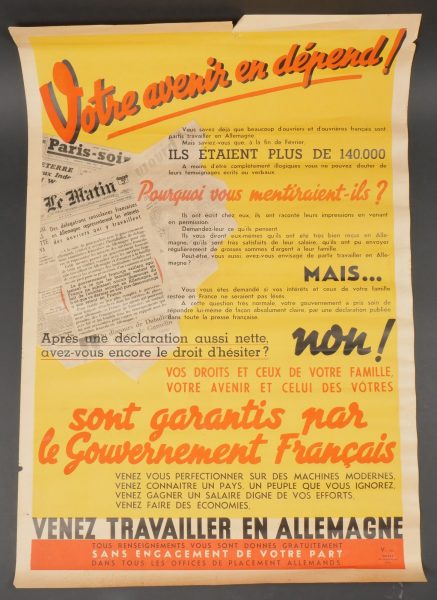 Votre avenir en dépend!
Vous savez déjà que beaucoup d'ouvriers et d'ouvrières français sont
partis travailler en Allemagne.
Mais saviez-vous que, à la fin de Février,
ILS ÉTAIENT PLUS DE 140.000
A moins d'être complètement illogiques vous ne pouvez douter de
leurs témoignages écrits ou verbaux.
Paris-soir
Le Matin
Des délégations ouvrières françaises
Pourquoi vous mentiraient-ils ?
Ils ont écrit chez eux, ils ont raconté leurs impressions en venant
en permission.
Demandez-leur ce qu'ils pensent.
Ils vous diront eux-mêmes qu'ils ont été très bien reçus en Alle-
magne, qu'ils sont très satisfaits de leur salaire, qu'ils ont pu envoyer
régulièrement de grosses sommes d'argent à leur famille.
Peut-être, vous aussi, avez-vous envisagé de partir travailler en Alle-
magne ?
MAIS...
Vous vous êtes demandé si vos intérêts et ceux de votre famille
restée en France ne seraient pas lésés.
A cette question très normale, votre gouvernement a pris soin de
répondre lui-même de façon absolument claire, par une déclaration publiée
dans toute la presse française.
non!
Après une déclaration aussi nette,
avez-vous encore le droit d'hésiter ?
VOS DROITS ET CEUX DE VOTRE FAMILLE,
VOTRE AVENIR ET CELUI DES VÔTRES
sont garantis par
le Gouvernement Français
VENEZ VOUS PERFECTIONNER SUR DES MACHINES MODERNES,
VENEZ CONNAITRE UN PAYS, UN PEUPLE QUE VOUS IGNOREZ,
VENEZ GAGNER UN SALAIRE DIGNE DE VOS EFFORTS,
VENEZ FAIRE DES ÉCONOMIES.
VENEZ TRAVAILLER EN ALLEMAGNE
TOUS RENSEIGNEMENTS VOUS SONT DONNÉS GRATUITEMENT
SANS ENGAGEMENT DE VOTRE PART
DANS TOUS LES OFFICES DE PLACEMENT ALLEMANDS